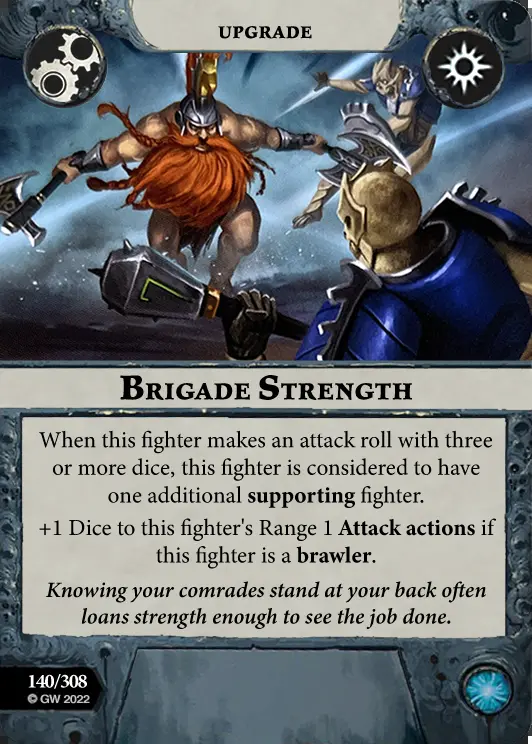 UPGRADE
BRIGADE STRENGTH
When this fighter makes an attack roll with three
or more dice, this fighter is considered to have
one additional supporting fighter.
+1 Dice to this fighter's Range 1 Attack actions if
this fighter is a brawler.
Knowing your comrades stand at your back often
loans strength enough to see the job done.
140/308
© GW 2022